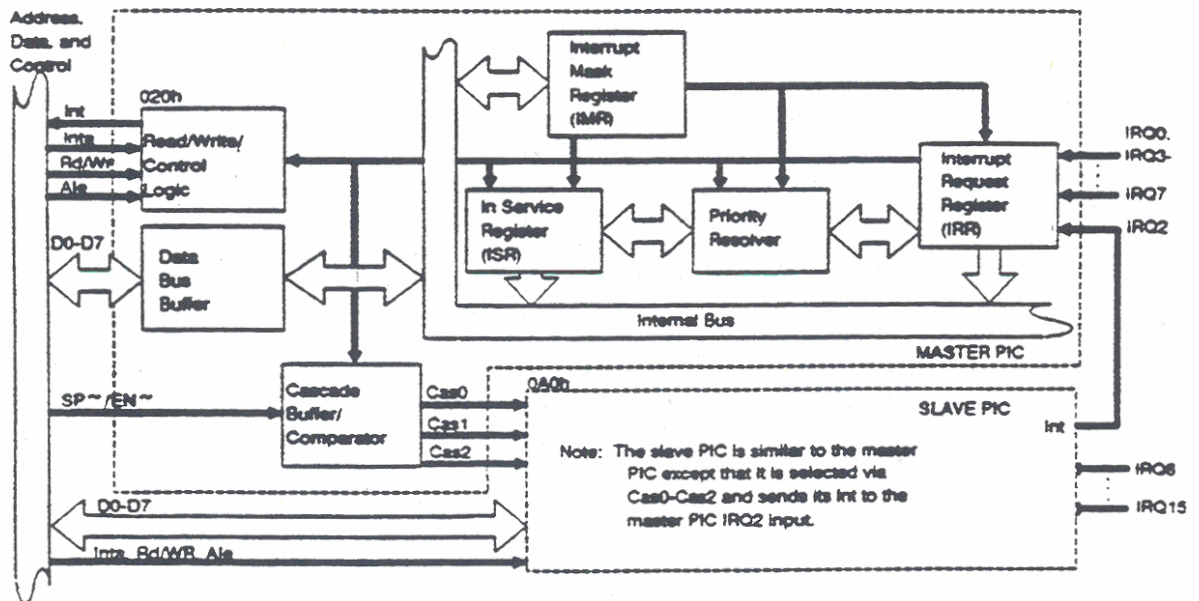 Address,
Data, and
Control
020h
Int
Inta
Rd/Wr
Ale
Read/Write/
Control
Logic
Interrupt
Mask
Register
(IMR)
Interrupt
Request
Register
(IRR)
IRQ0,
IRQ3-
IRQ7
IRQ2
In Service
Register
(ISR)
Priority
Resolver
D0-D7
Data
Bus
Buffer
Internal Bus
MASTER PIC
SP~/EN~
Cascade
Buffer/
Comparator
Cas0
Cas1
Cas2
0A0h
SLAVE PIC
Int
Note: The slave PIC is similar to the master
PIC except that it is selected via
Cas0-Cas2 and sends its Int to the
master PIC IRQ2 input.
IRQ15
D0-D7
Inta, Rd/WR, Ale